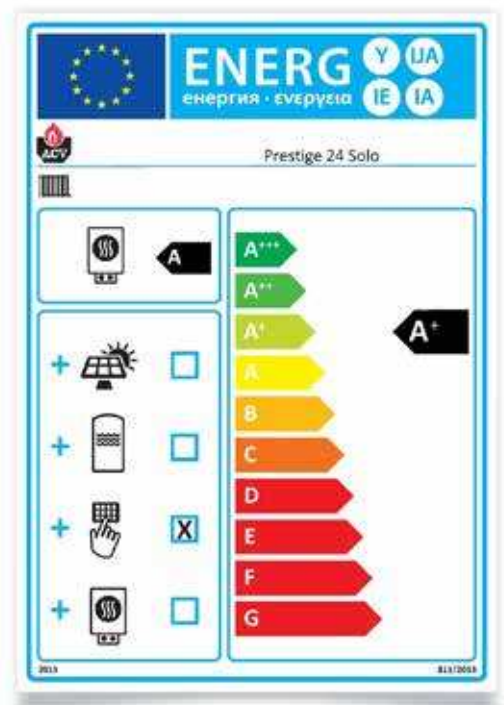 ENERG Y IJA
енергия · ενεργεια IE IA
ACV
Prestige 24 Solo
A
A+++
A++
A+
A+
A
B
C
D
E
F
G
+
+
+ X
+
2015 811/2013